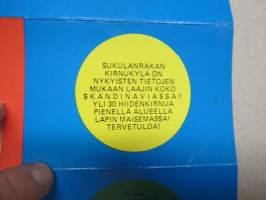 SUKULANRAKAN
KIRNUKYLÄ ON
NYKYISTEN TIETOJEN
MUKAAN LAAJIN KOKO
SKANDINAVIASSA!
YLI 30 HIIDENKIRNUA
PIENELLÄ ALUEELLA
LAPIN MAISEMASSA!
TERVETULOA!